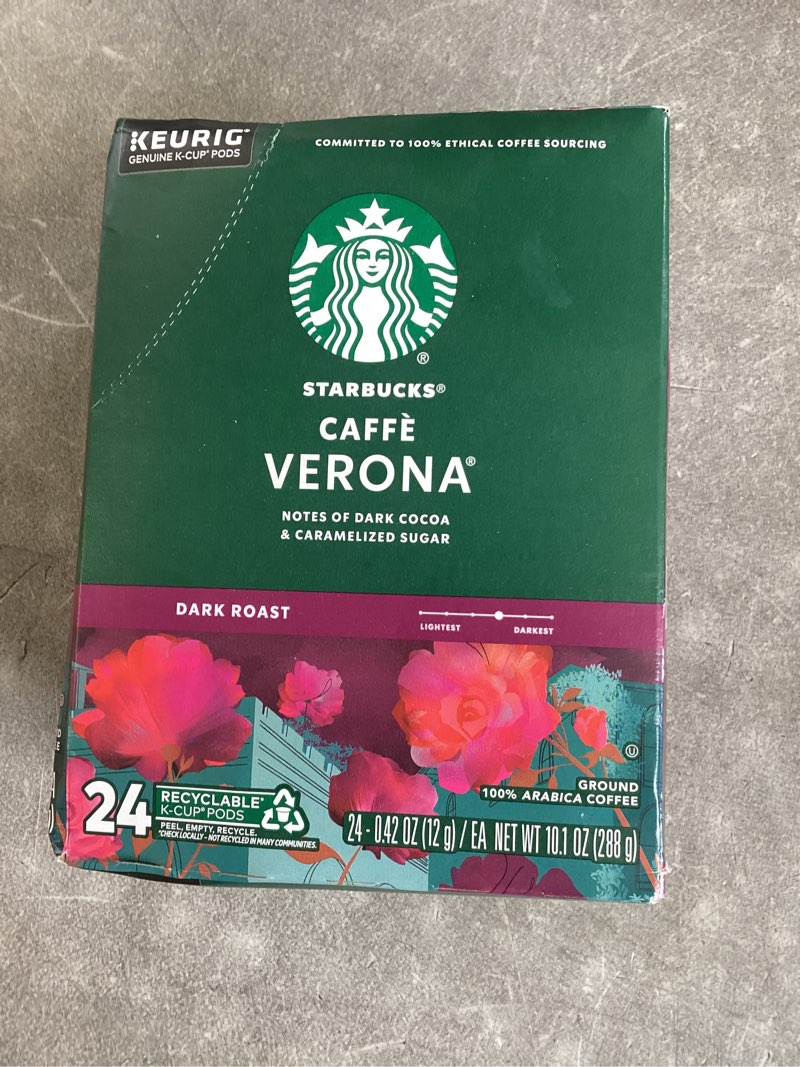 KEURIG®
GENUINE K-CUP® PODS
COMMITTED TO 100% ETHICAL COFFEE SOURCING
®
STARBUCKS®
CAFFÈ
VERONA®
NOTES OF DARK COCOA
& CARAMELIZED SUGAR
DARK ROAST
LIGHTEST DARKEST
U
GROUND
100% ARABICA COFFEE
24 RECYCLABLE*
K-CUP® PODS
PEEL, EMPTY, RECYCLE.
*CHECK LOCALLY - NOT RECYCLED IN MANY COMMUNITIES.
24 - 0.42 OZ (12 g) / EA NET WT 10.1 OZ (288 g)